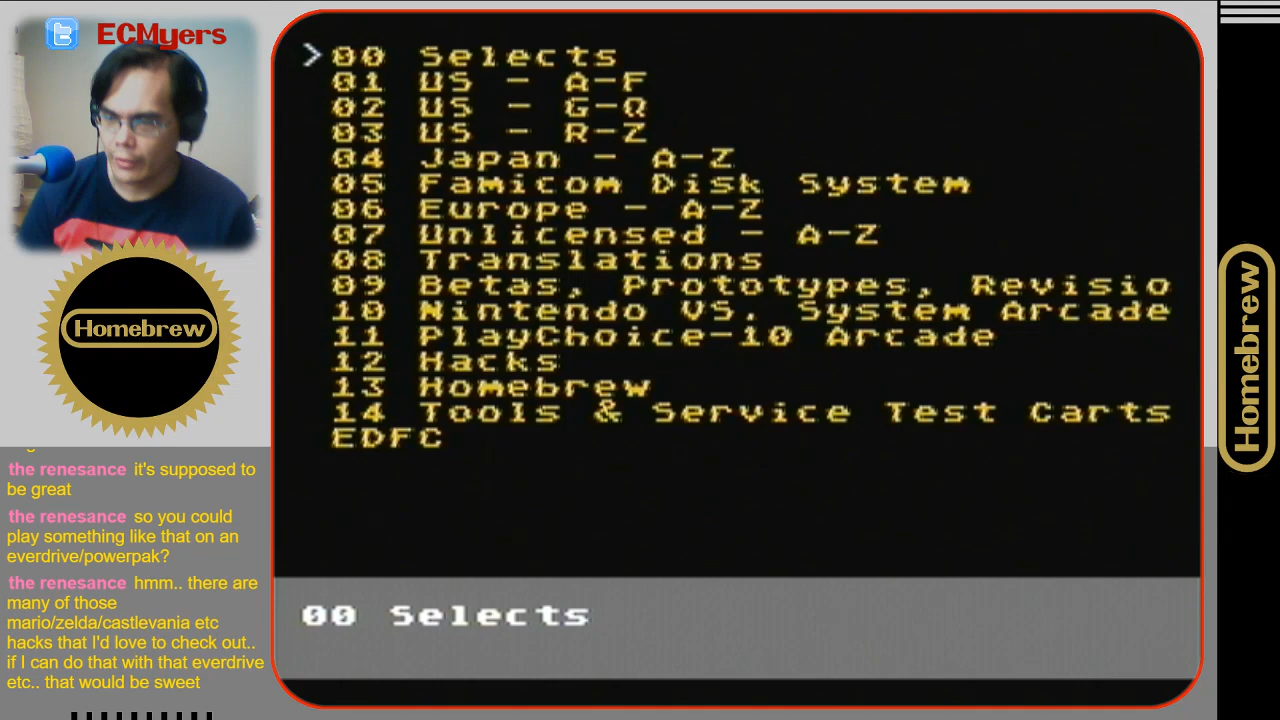 ECMyers
Homebrew
the renesance it's supposed to
be great
the renesance so you could
play something like that on an
everdrive/powerpak?
the renesance hmm.. there are
many of those
mario/zelda/castlevania etc
hacks that I'd love to check out..
if I can do that with that everdrive
etc.. that would be sweet
>00 Selects
01 US - A-F
02 US - G-Q
03 US - R-Z
04 Japan - A-Z
05 Famicom Disk System
06 Europe - A-Z
07 Unlicensed - A-Z
08 Translations
09 Betas, Prototypes, Revisio
10 Nintendo VS. System Arcade
11 PlayChoice-10 Arcade
12 Hacks
13 Homebrew
14 Tools & Service Test Carts
EDFC
00 Selects
Homebrew